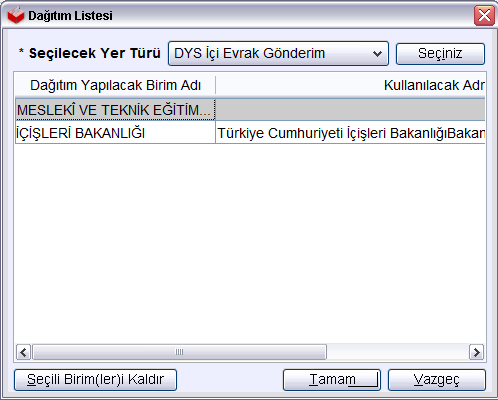 Dağıtım Listesi
* Seçilecek Yer Türü DYS İçi Evrak Gönderim Seçiniz
Dağıtım Yapılacak Birim Adı Kullanılacak Adr
MESLEKÎ VE TEKNİK EĞİTİM...
İÇİŞLERİ BAKANLIĞI Türkiye Cumhuriyeti İçişleri BakanlığıBakan
Seçili Birim(ler)i Kaldır Tamam Vazgeç